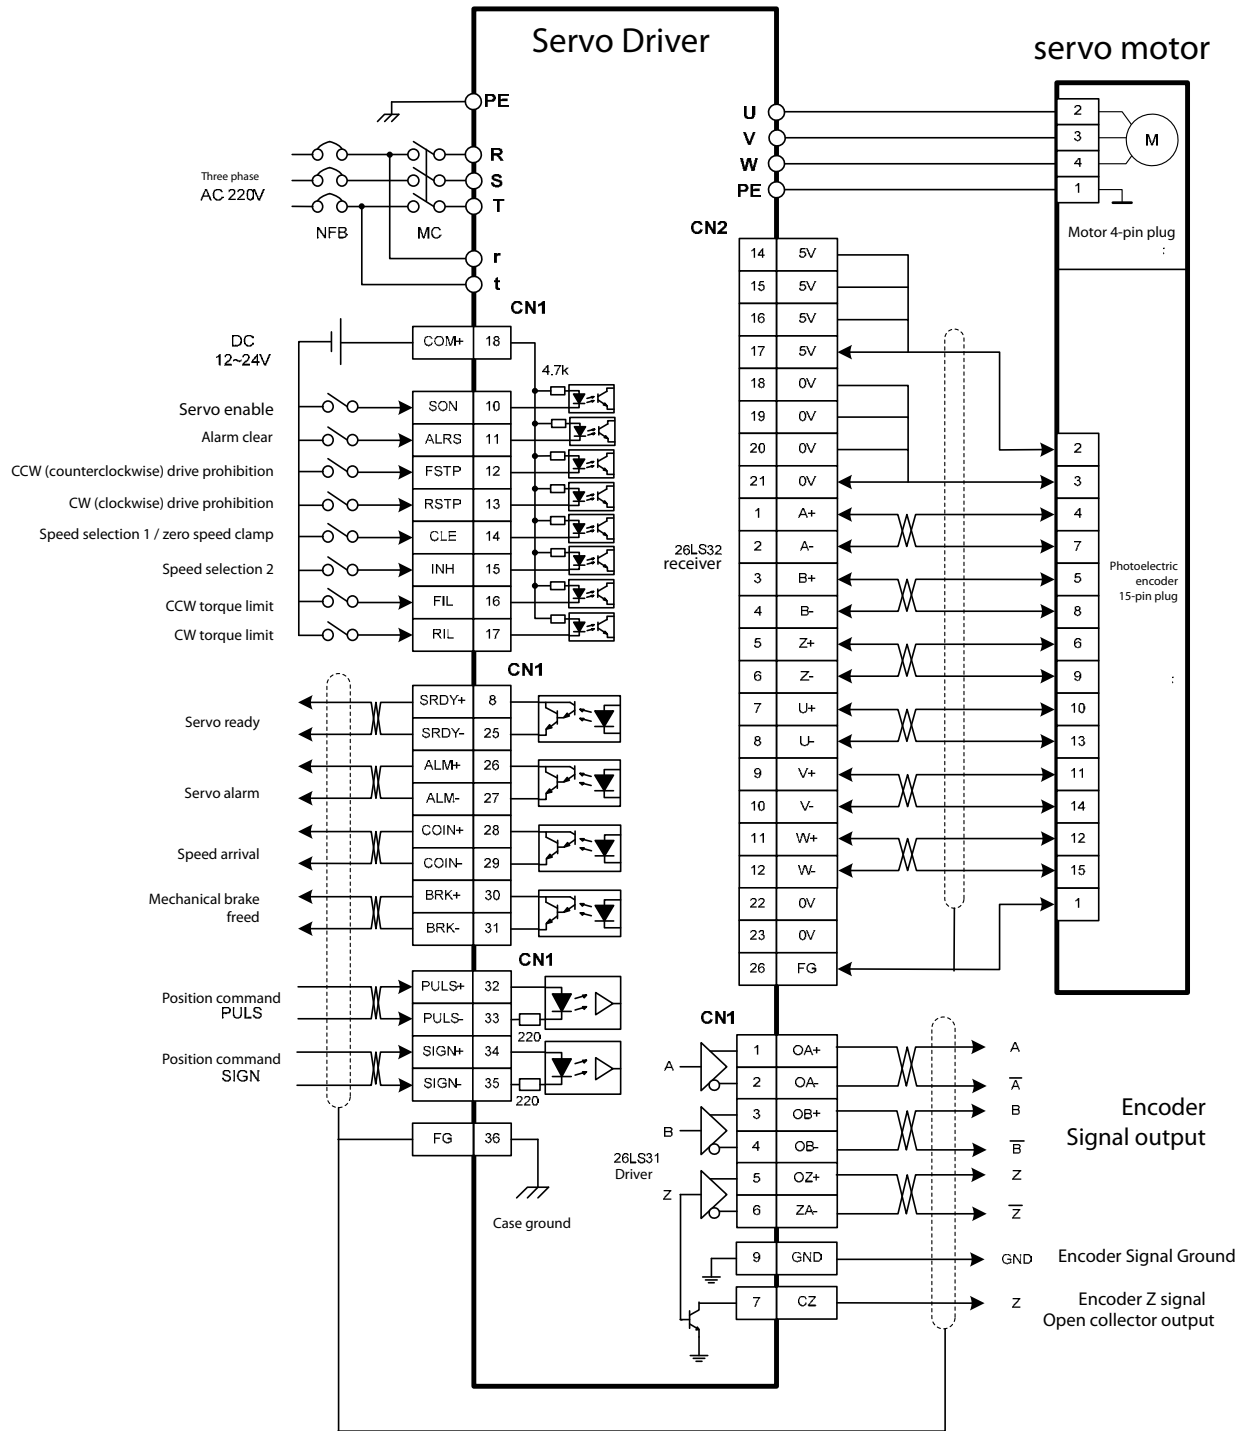 Servo Driver
servo motor
PE
Three phase
AC 220V
NFB
MC
R
S
T
r
t
U
V
W
PE
2
3
4
1
M
Motor 4-pin plug
:
CN1
DC
12~24V
COM+ 18
4.7k
Servo enable
SON 10
Alarm clear
ALRS 11
CCW (counterclockwise) drive prohibition
FSTP 12
CW (clockwise) drive prohibition
RSTP 13
Speed selection 1 / zero speed clamp
CLE 14
Speed selection 2
INH 15
CCW torque limit
FIL 16
CW torque limit
RIL 17
CN1
Servo ready
SRDY+ 8
SRDY- 25
Servo alarm
ALM+ 26
ALM- 27
Speed arrival
COIN+ 28
COIN- 29
Mechanical brake
freed
BRK+ 30
BRK- 31
CN1
Position command
PULS
PULS+ 32
PULS- 33
220
Position command
SIGN
SIGN+ 34
SIGN- 35
220
FG 36
Case ground
CN2
14 5V
15 5V
16 5V
17 5V
18 0V
19 0V
20 0V
21 0V
1 A+
2 A-
3 B+
4 B-
5 Z+
6 Z-
7 U+
8 U-
9 V+
10 V-
11 W+
12 W-
22 0V
23 0V
26 FG
26LS32
receiver
2
3
4
7
5
8
6
9
10
13
11
14
12
15
1
Photoelectric
encoder
15-pin plug
:
CN1
A
1 OA+
2 OA-
B
3 OB+
4 OB-
26LS31
Driver
Z
5 OZ+
6 ZA-
9 GND
7 CZ
A
A̅
B
B̅
Z
Z̅
GND
Z
Encoder
Signal output
Encoder Signal Ground
Encoder Z signal
Open collector output